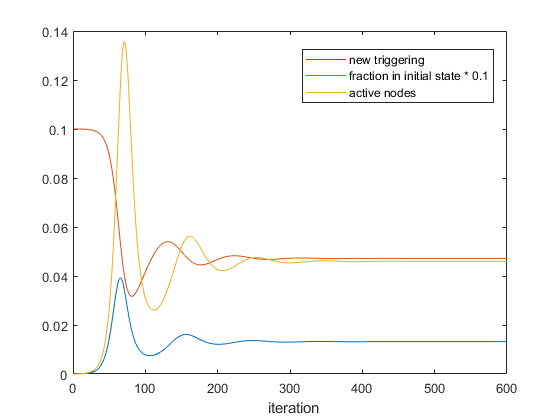 0.14
0.12
0.1
0.08
0.06
0.04
0.02
0
new triggering
fraction in initial state * 0.1
active nodes
0 100 200 300 400 500 600
iteration